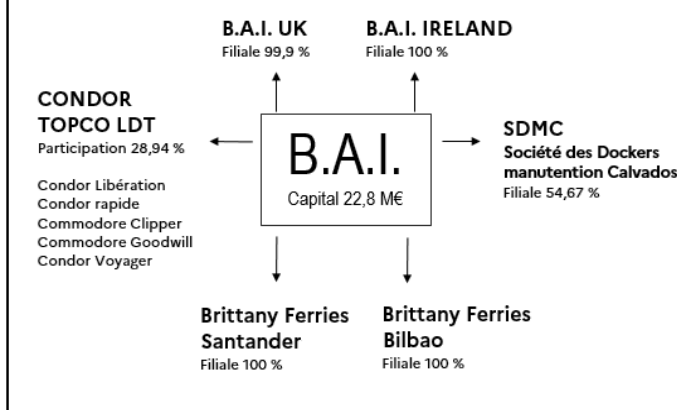 B.A.I. UK
Filiale 99,9 %
B.A.I. IRELAND
Filiale 100 %
CONDOR
TOPCO LDT
Participation 28,94 %
Condor Libération
Condor rapide
Commodore Clipper
Commodore Goodwill
Condor Voyager
B.A.I.
Capital 22,8 M€
SDMC
Société des Dockers
manutention Calvados
Filiale 54,67 %
Brittany Ferries
Santander
Filiale 100 %
Brittany Ferries
Bilbao
Filiale 100 %